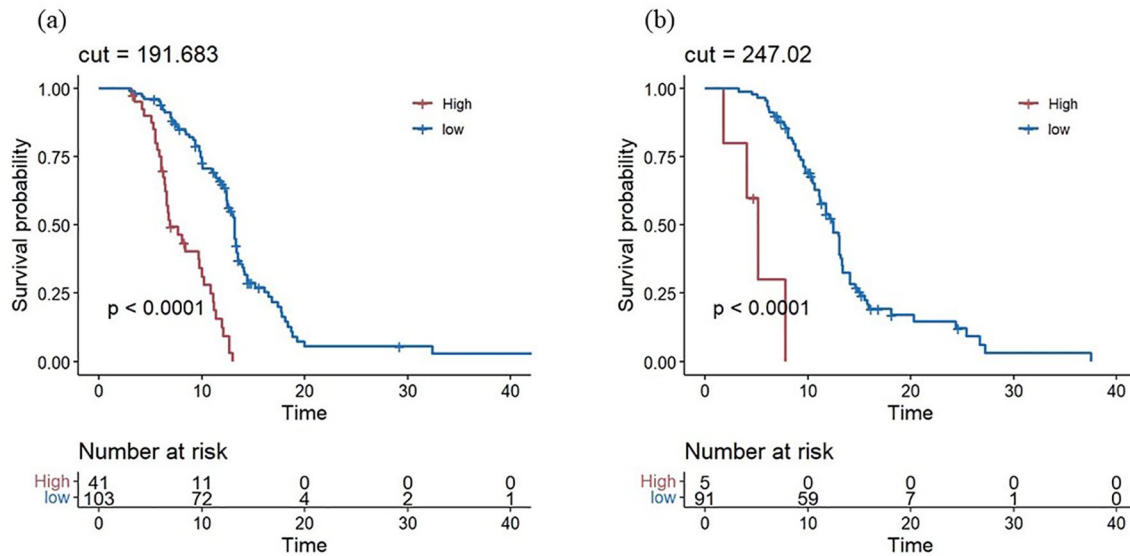 (a)
cut = 191.683
Survival probability
1.00
0.75
0.50
0.25
0.00
High
low
p < 0.0001
0 10 20 30 40
Time
Number at risk
High 41 11 0 0 0
low 103 72 4 2 1
0 10 20 30 40
Time
(b)
cut = 247.02
Survival probability
1.00
0.75
0.50
0.25
0.00
High
low
p < 0.0001
0 10 20 30 40
Time
Number at risk
High 5 0 0 0 0
low 91 59 7 1 0
0 10 20 30 40
Time